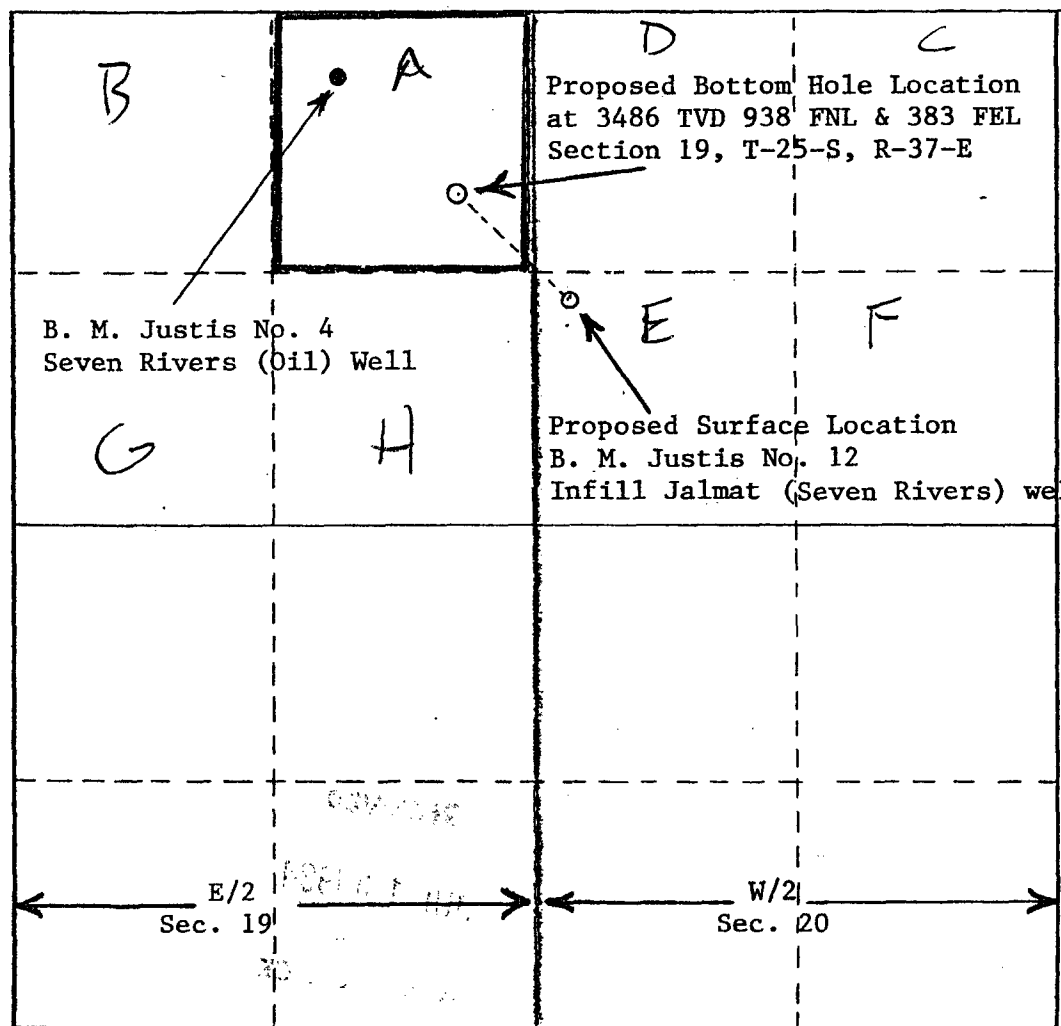 B
A
D
C
Proposed Bottom Hole Location
at 3486 TVD 938 FNL & 383 FEL
Section 19, T-25-S, R-37-E
B. M. Justis No. 4
Seven Rivers (Oil) Well
E
F
G
H
Proposed Surface Location
B. M. Justis No. 12
Infill Jalmat (Seven Rivers) we
E/2
Sec. 19
W/2
Sec. 20